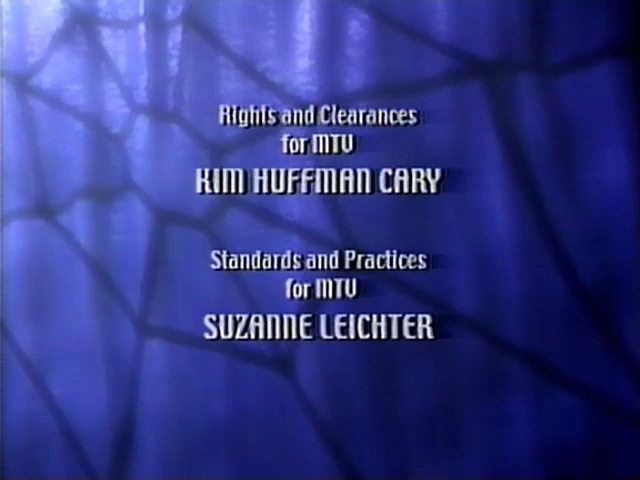 Rights and Clearances
for MTV
KIM HUFFMAN CARY
Standards and Practices
for MTV
SUZANNE LEICHTER